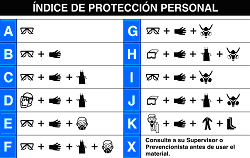 ÍNDICE DE PROTECCIÓN PERSONAL
A
B +
C + +
D + +
E + +
F + + +
G + +
H + + +
I + +
J + + +
K + + +
X Consulte a su Supervisor o
Prevencionista antes de usar el
material.